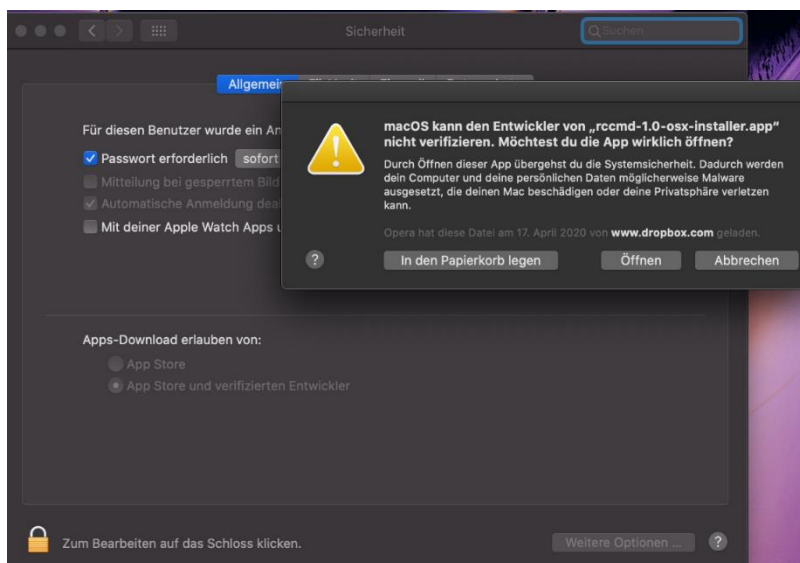 Sicherheit
Suchen
Allgemein
Für diesen Benutzer wurde ein
Passwort erforderlich sofort
Mitteilung bei gesperrtem
Automatische Anmeldung
Mit deiner Apple Watch Apps
macOS kann den Entwickler von „rccmd-1.0-osx-installer.app“
nicht verifizieren. Möchtest du die App wirklich öffnen?
Durch Öffnen dieser App übergehst du die Systemsicherheit. Dadurch werden
dein Computer und deine persönlichen Daten möglicherweise Malware
ausgesetzt, die deinen Mac beschädigen oder deine Privatsphäre verletzen
kann.
Opera hat diese Datei am 17. April 2020 von www.dropbox.com geladen.
? In den Papierkorb legen Öffnen Abbrechen
Apps-Download erlauben von:
App Store
App Store und verifizierten Entwickler
Zum Bearbeiten auf das Schloss klicken.
Weitere Optionen ... ?